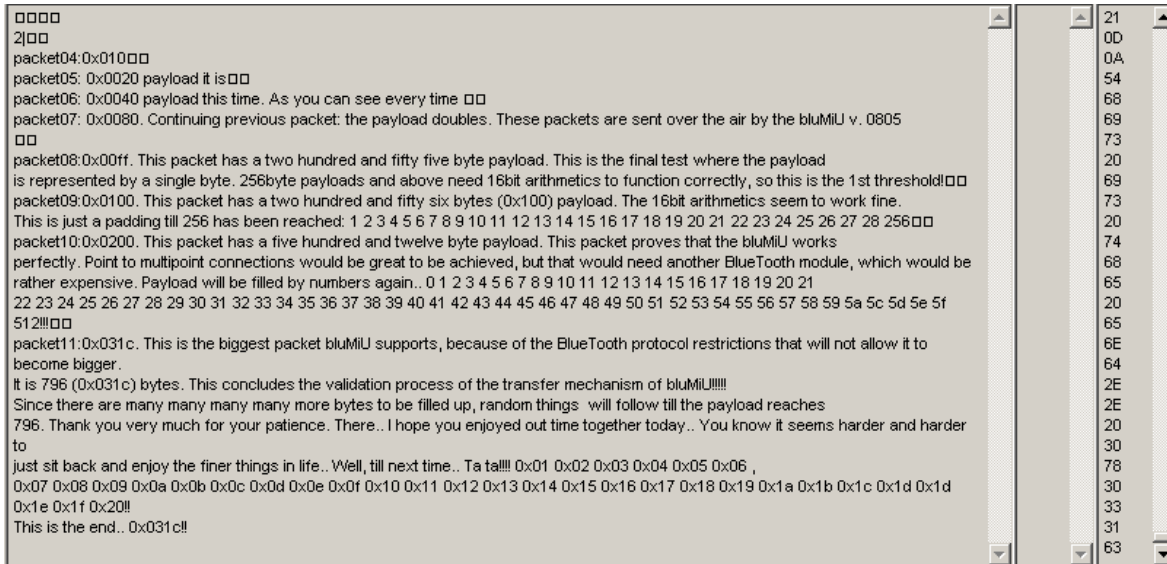 □□□□
2|□□
packet04:0x010□□
packet05: 0x0020 payload it is□□
packet06: 0x0040 payload this time. As you can see every time □□
packet07: 0x0080. Continuing previous packet: the payload doubles. These packets are sent over the air by the bluMiU v. 0805
□□
packet08:0x00ff. This packet has a two hundred and fifty five byte payload. This is the final test where the payload
is represented by a single byte. 256byte payloads and above need 16bit arithmetics to function correctly, so this is the 1st threshold!□□
packet09:0x0100. This packet has a two hundred and fifty six bytes (0x100) payload. The 16bit arithmetics seem to work fine.
This is just a padding till 256 has been reached: 1 2 3 4 5 6 7 8 9 10 11 12 13 14 15 16 17 18 19 20 21 22 23 24 25 26 27 28 256□□
packet10:0x0200. This packet has a five hundred and twelve byte payload. This packet proves that the bluMiU works
perfectly. Point to multipoint connections would be great to be achieved, but that would need another BlueTooth module, which would be
rather expensive. Payload will be filled by numbers again.. 0 1 2 3 4 5 6 7 8 9 10 11 12 13 14 15 16 17 18 19 20 21
22 23 24 25 26 27 28 29 30 31 32 33 34 35 36 37 38 39 40 41 42 43 44 45 46 47 48 49 50 51 52 53 54 55 56 57 58 59 5a 5c 5d 5e 5f
512!!!□□
packet11:0x031c. This is the biggest packet bluMiU supports, because of the BlueTooth protocol restrictions that will not allow it to
become bigger.
It is 796 (0x031c) bytes. This concludes the validation process of the transfer mechanism of bluMiU!!!!!
Since there are many many many many more bytes to be filled up, random things  will follow till the payload reaches
796. Thank you very much for your patience. There.. I hope you enjoyed out time together today.. You know it seems harder and harder
to
just sit back and enjoy the finer things in life.. Well, till next time.. Ta ta!!!! 0x01 0x02 0x03 0x04 0x05 0x06 ,
0x07 0x08 0x09 0x0a 0x0b 0x0c 0x0d 0x0e 0x0f 0x10 0x11 0x12 0x13 0x14 0x15 0x16 0x17 0x18 0x19 0x1a 0x1b 0x1c 0x1d 0x1d
0x1e 0x1f 0x20!!
This is the end.. 0x031c!!
21
0D
0A
54
68
69
73
20
69
73
20
74
68
65
20
65
6E
64
2E
2E
20
30
78
30
33
31
63